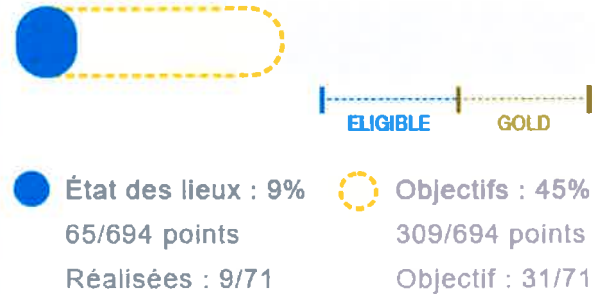 ELIGIBLE GOLD
État des lieux : 9% Objectifs : 45%
65/694 points 309/694 points
Réalisées : 9/71 Objectif : 31/71